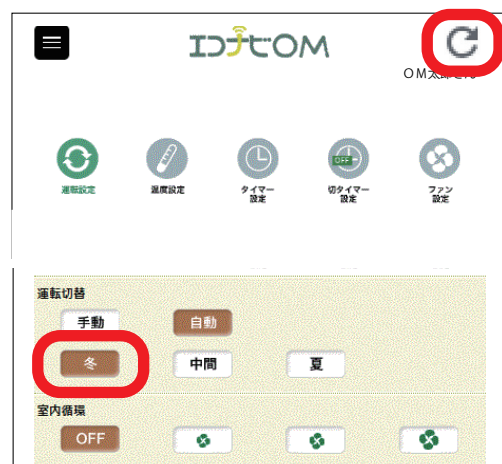 エコナビOM
OM太郎さん
運転設定
温度設定
タイマー
設定
OFF
切タイマー
設定
ファン
設定
運転切替
手動
自動
冬
中間
夏
室内循環
OFF